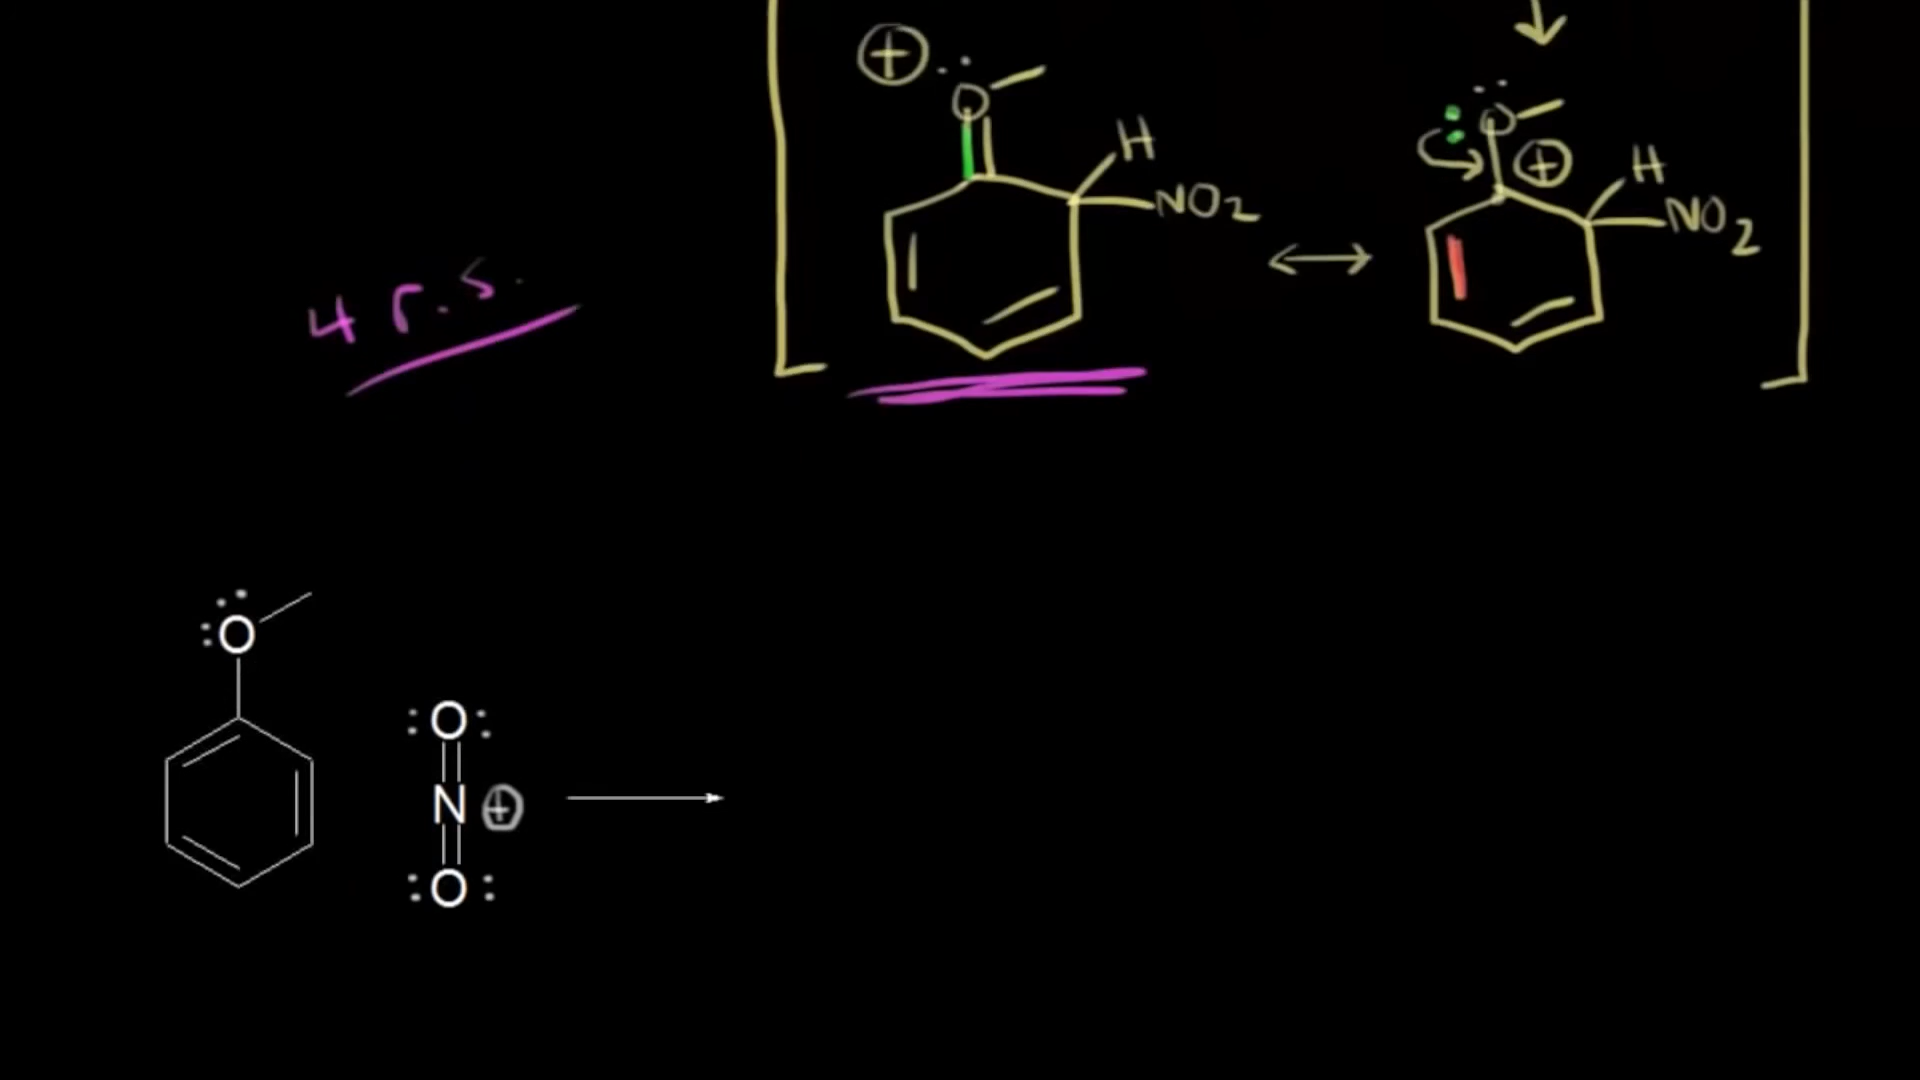 ⊕ :O H
NO2
:O: ⊕ H
NO2
4 r.s.
:O:
:O:
N ⊕
:O: